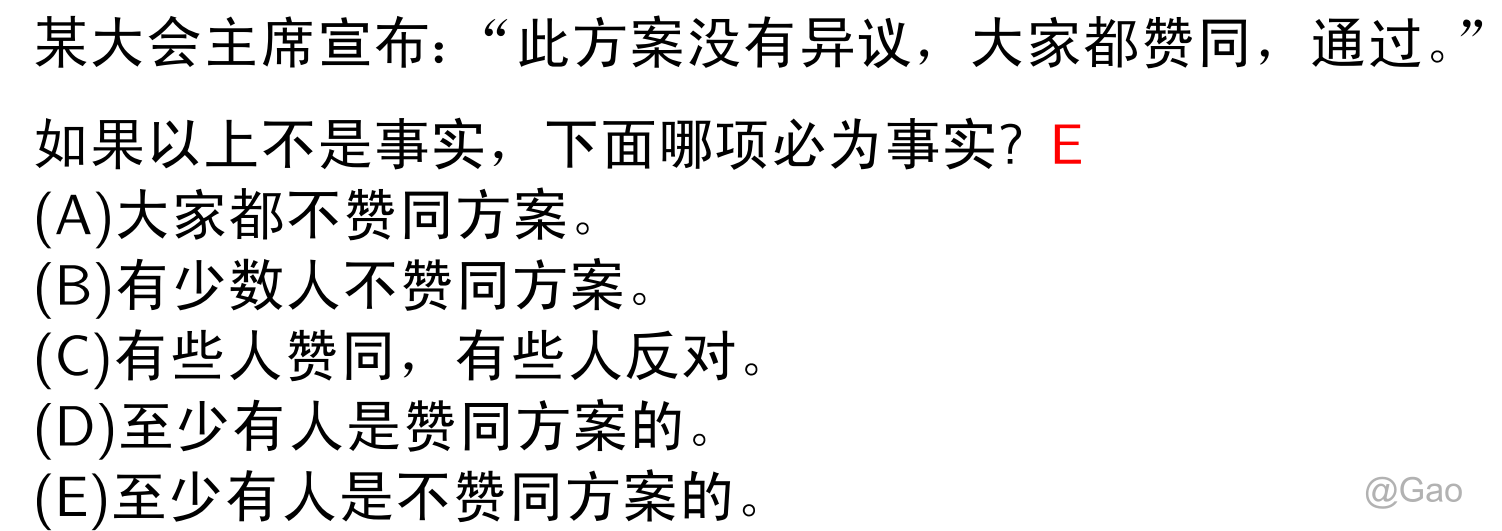 某大会主席宣布：“此方案没有异议，大家都赞同，通过。”
如果以上不是事实，下面哪项必为事实? E
(A)大家都不赞同方案。
(B)有少数人不赞同方案。
(C)有些人赞同，有些人反对。
(D)至少有人是赞同方案的。
(E)至少有人是不赞同方案的。
@Gao